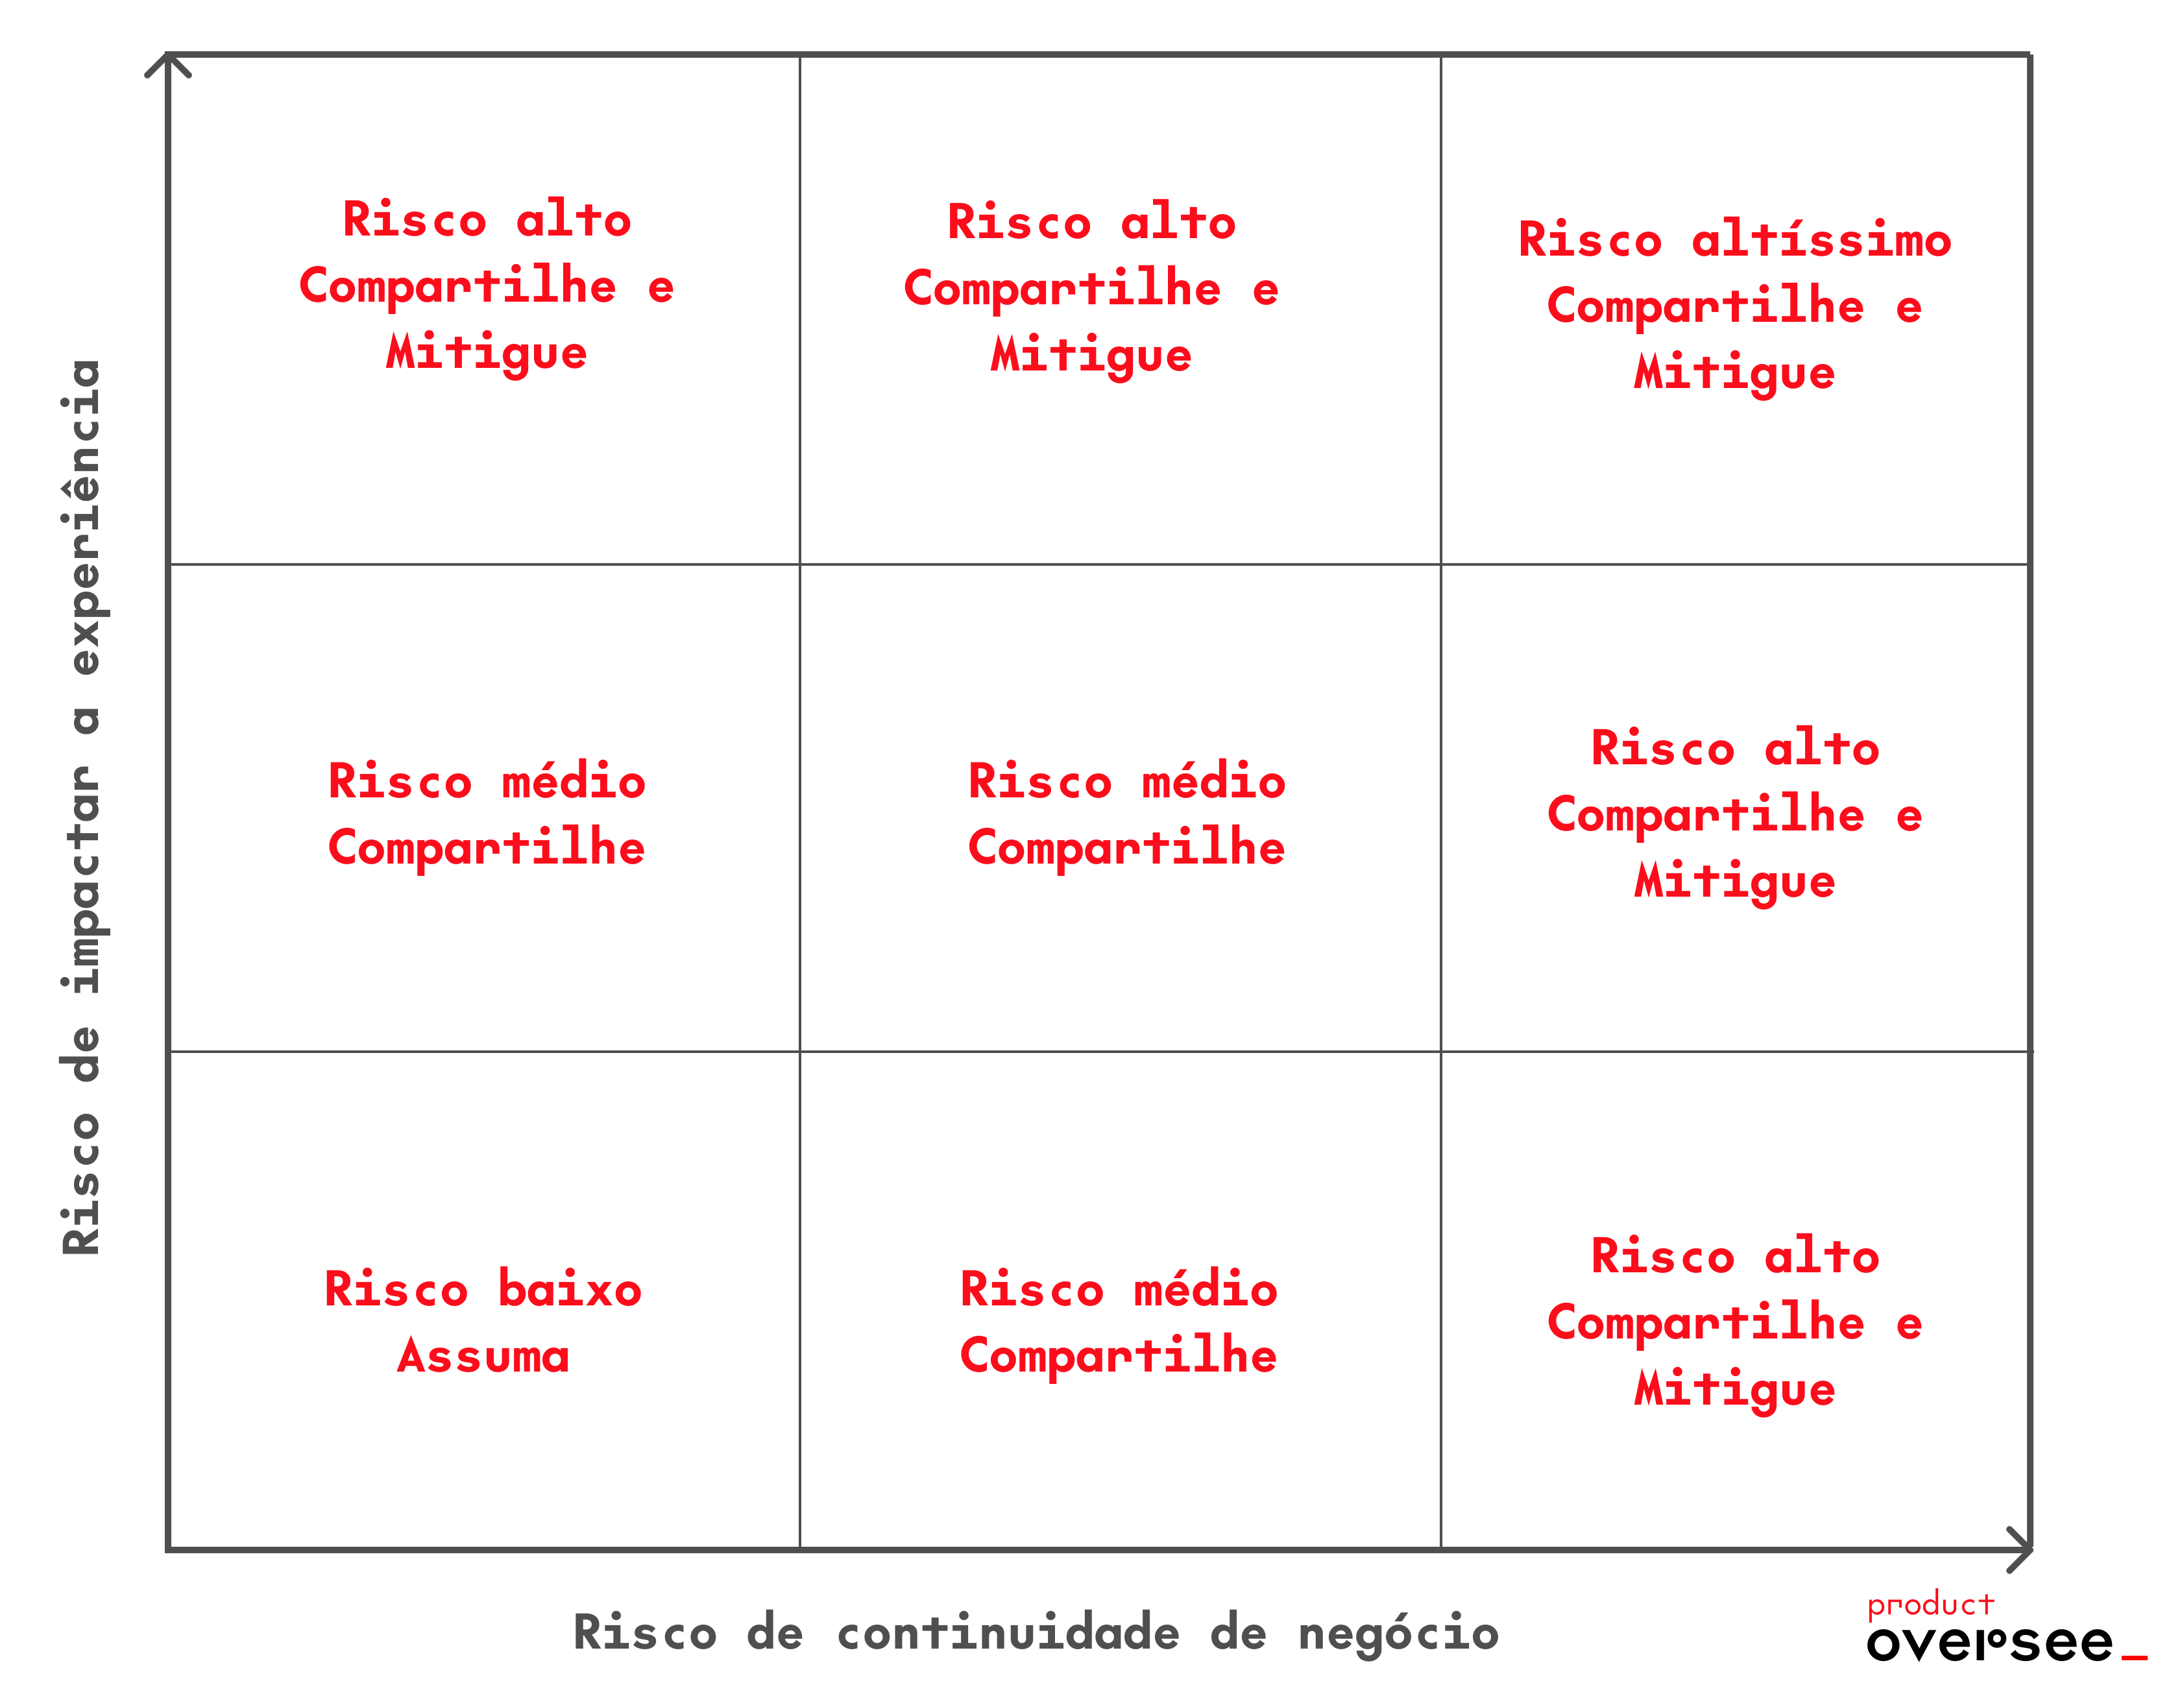 Risco de impactar a experiência
Risco alto
Compartilhe e
Mitigue
Risco alto
Compartilhe e
Mitigue
Risco altíssimo
Compartilhe e
Mitigue
Risco médio
Compartilhe
Risco médio
Compartilhe
Risco alto
Compartilhe e
Mitigue
Risco baixo
Assuma
Risco médio
Compartilhe
Risco alto
Compartilhe e
Mitigue
Risco de continuidade de negócio
product
oversee_